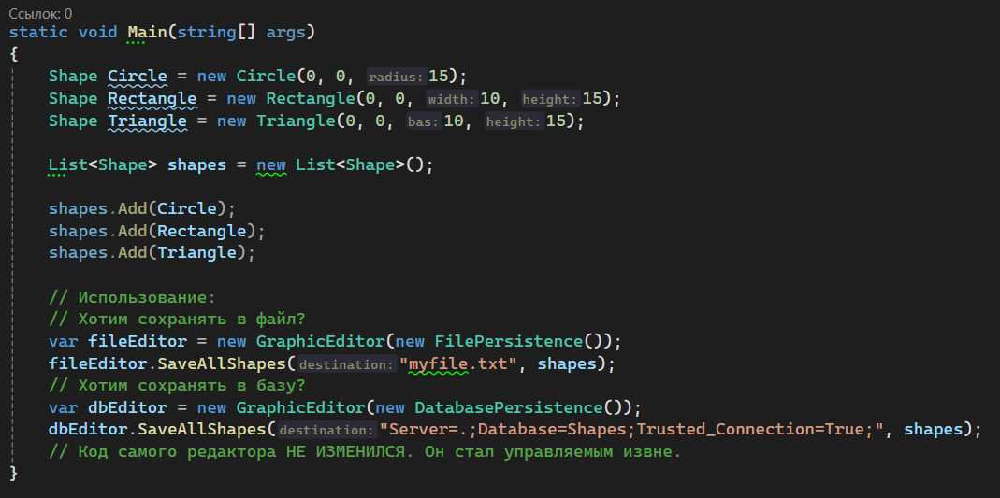 Ссылок: 0
static void Main(string[] args)
{
Shape Circle = new Circle(0, 0, radius: 15);
Shape Rectangle = new Rectangle(0, 0, width: 10, height: 15);
Shape Triangle = new Triangle(0, 0, bas: 10, height: 15);
List<Shape> shapes = new List<Shape>();
shapes.Add(Circle);
shapes.Add(Rectangle);
shapes.Add(Triangle);
// Использование:
// Хотим сохранять в файл?
var fileEditor = new GraphicEditor(new FilePersistence());
fileEditor.SaveAllShapes(destination: "myfile.txt", shapes);
// Хотим сохранять в базу?
var dbEditor = new GraphicEditor(new DatabasePersistence());
dbEditor.SaveAllShapes(destination: "Server=.;Database=Shapes;Trusted_Connection=True;", shapes);
// Код самого редактора НЕ ИЗМЕНИЛСЯ. Он стал управляемым извне.
}